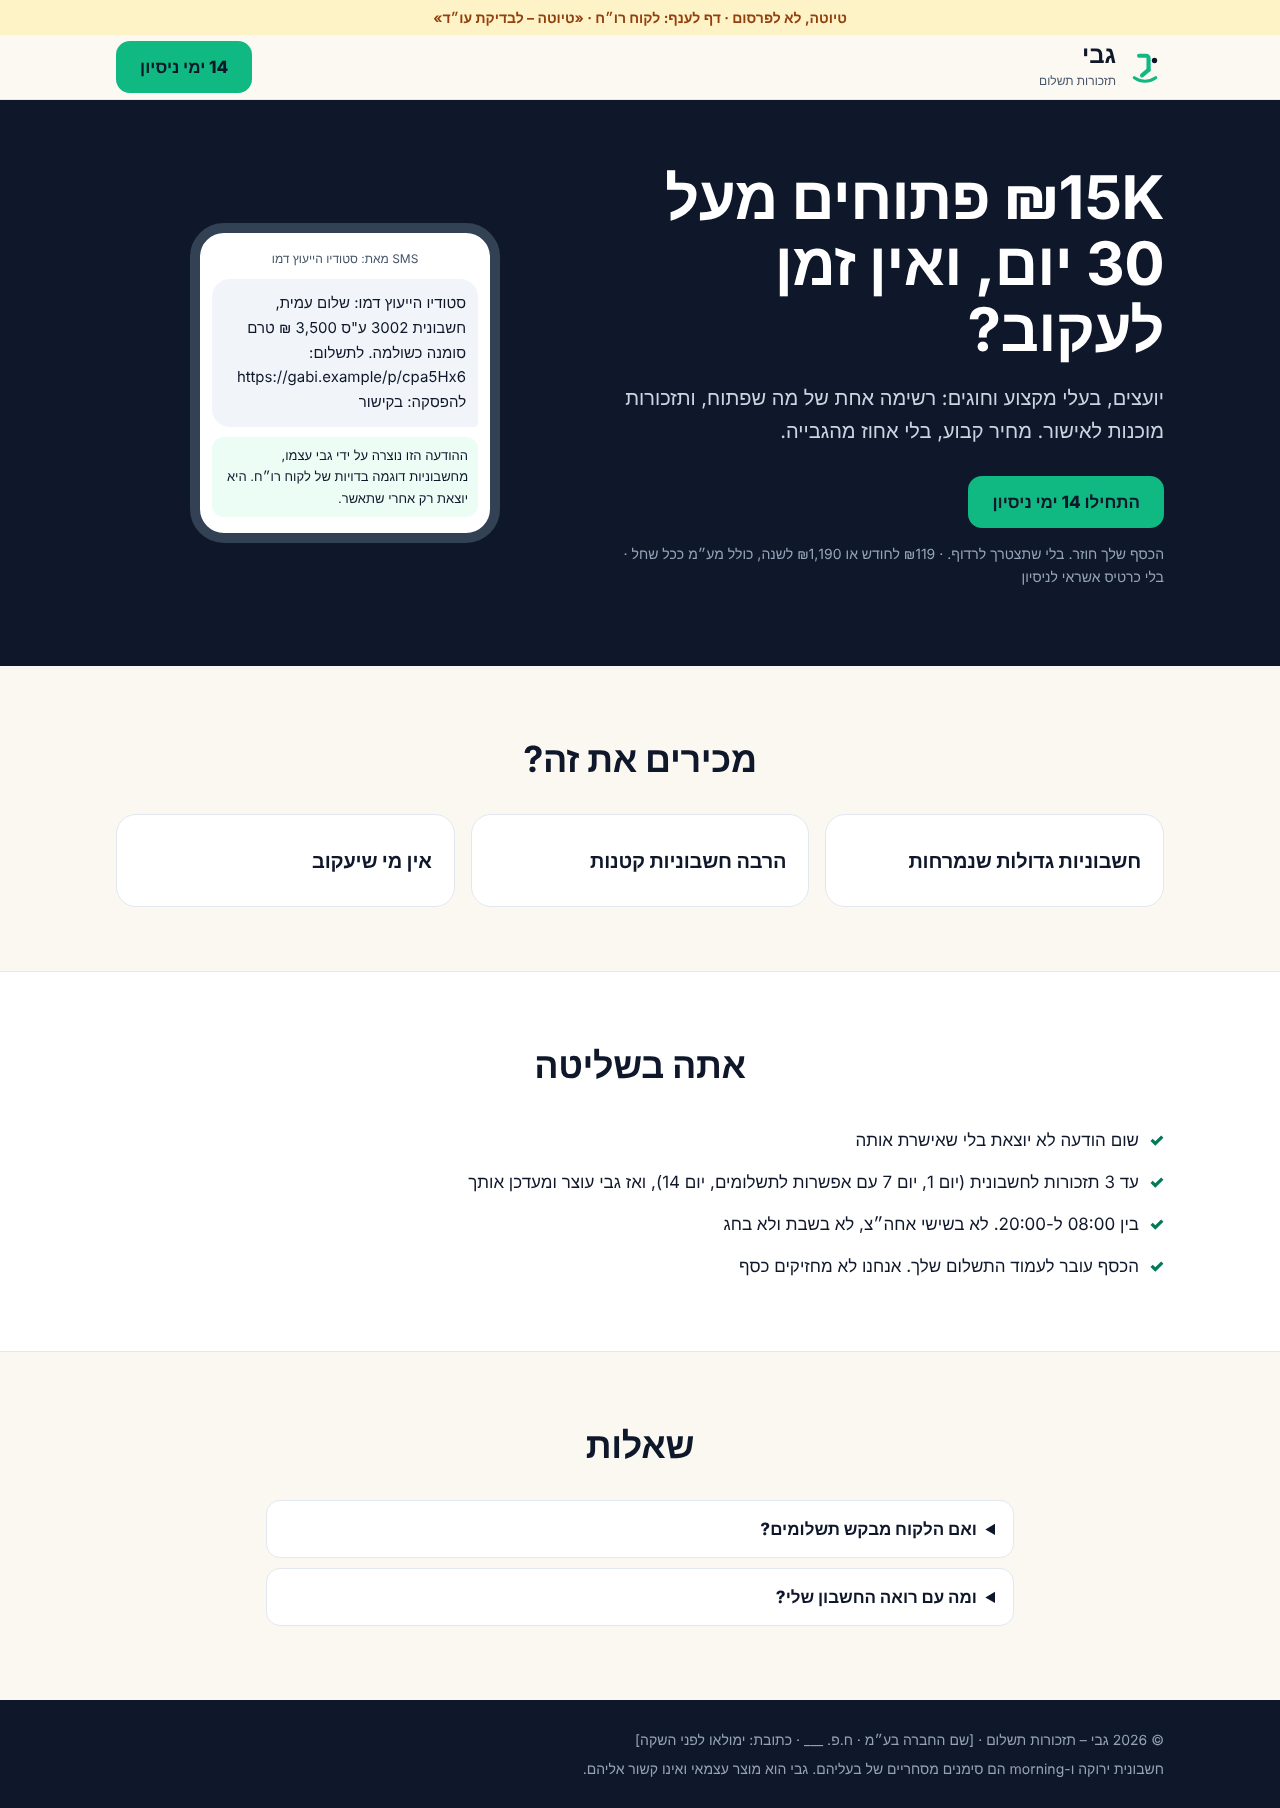 טיוטה, לא לפרסום · דף לענף: לקוח רו״ח · «טיוטה – לבדיקת עו״ד»
גבי
תזכורות תשלום
14 ימי ניסיון
₪15K פתוחים מעל
30 יום, ואין זמן
לעקוב?
יועצים, בעלי מקצוע וחוגים: רשימה אחת של מה שפתוח, ותזכורות
מוכנות לאישור. מחיר קבוע, בלי אחוז מהגבייה.
התחילו 14 ימי ניסיון
הכסף שלך חוזר. בלי שתצטרך לרדוף. · ₪119 לחודש או ₪1,190 לשנה, כולל מע״מ ככל שחל ·
בלי כרטיס אשראי לניסיון
SMS מאת: סטודיו הייעוץ דמו
סטודיו הייעוץ דמו: שלום עמית,
חשבונית 3002 ע"ס 3,500 ₪ טרם
סומנה כשולמה. לתשלום:
https://gabi.example/p/cpa5Hx6
להפסקה: בקישור
ההודעה הזו נוצרה על ידי גבי עצמו,
מחשבוניות דוגמה בדויות של לקוח רו״ח. היא
יוצאת רק אחרי שתאשר.
מכירים את זה?
חשבוניות גדולות שנמרחות
הרבה חשבוניות קטנות
אין מי שיעקוב
אתה בשליטה
✓ שום הודעה לא יוצאת בלי שאישרת אותה
✓ עד 3 תזכורות לחשבונית (יום 1, יום 7 עם אפשרות לתשלומים, יום 14), ואז גבי עוצר ומעדכן אותך
✓ בין 08:00 ל-20:00. לא בשישי אחה״צ, לא בשבת ולא בחג
✓ הכסף עובר לעמוד התשלום שלך. אנחנו לא מחזיקים כסף
שאלות
ואם הלקוח מבקש תשלומים?
ומה עם רואה החשבון שלי?
© 2026 גבי – תזכורות תשלום · [שם החברה בע״מ · ח.פ. ___ · כתובת: ימולאו לפני השקה]
חשבונית ירוקה ו-morning הם סימנים מסחריים של בעליהם. גבי הוא מוצר עצמאי ואינו קשור אליהם.